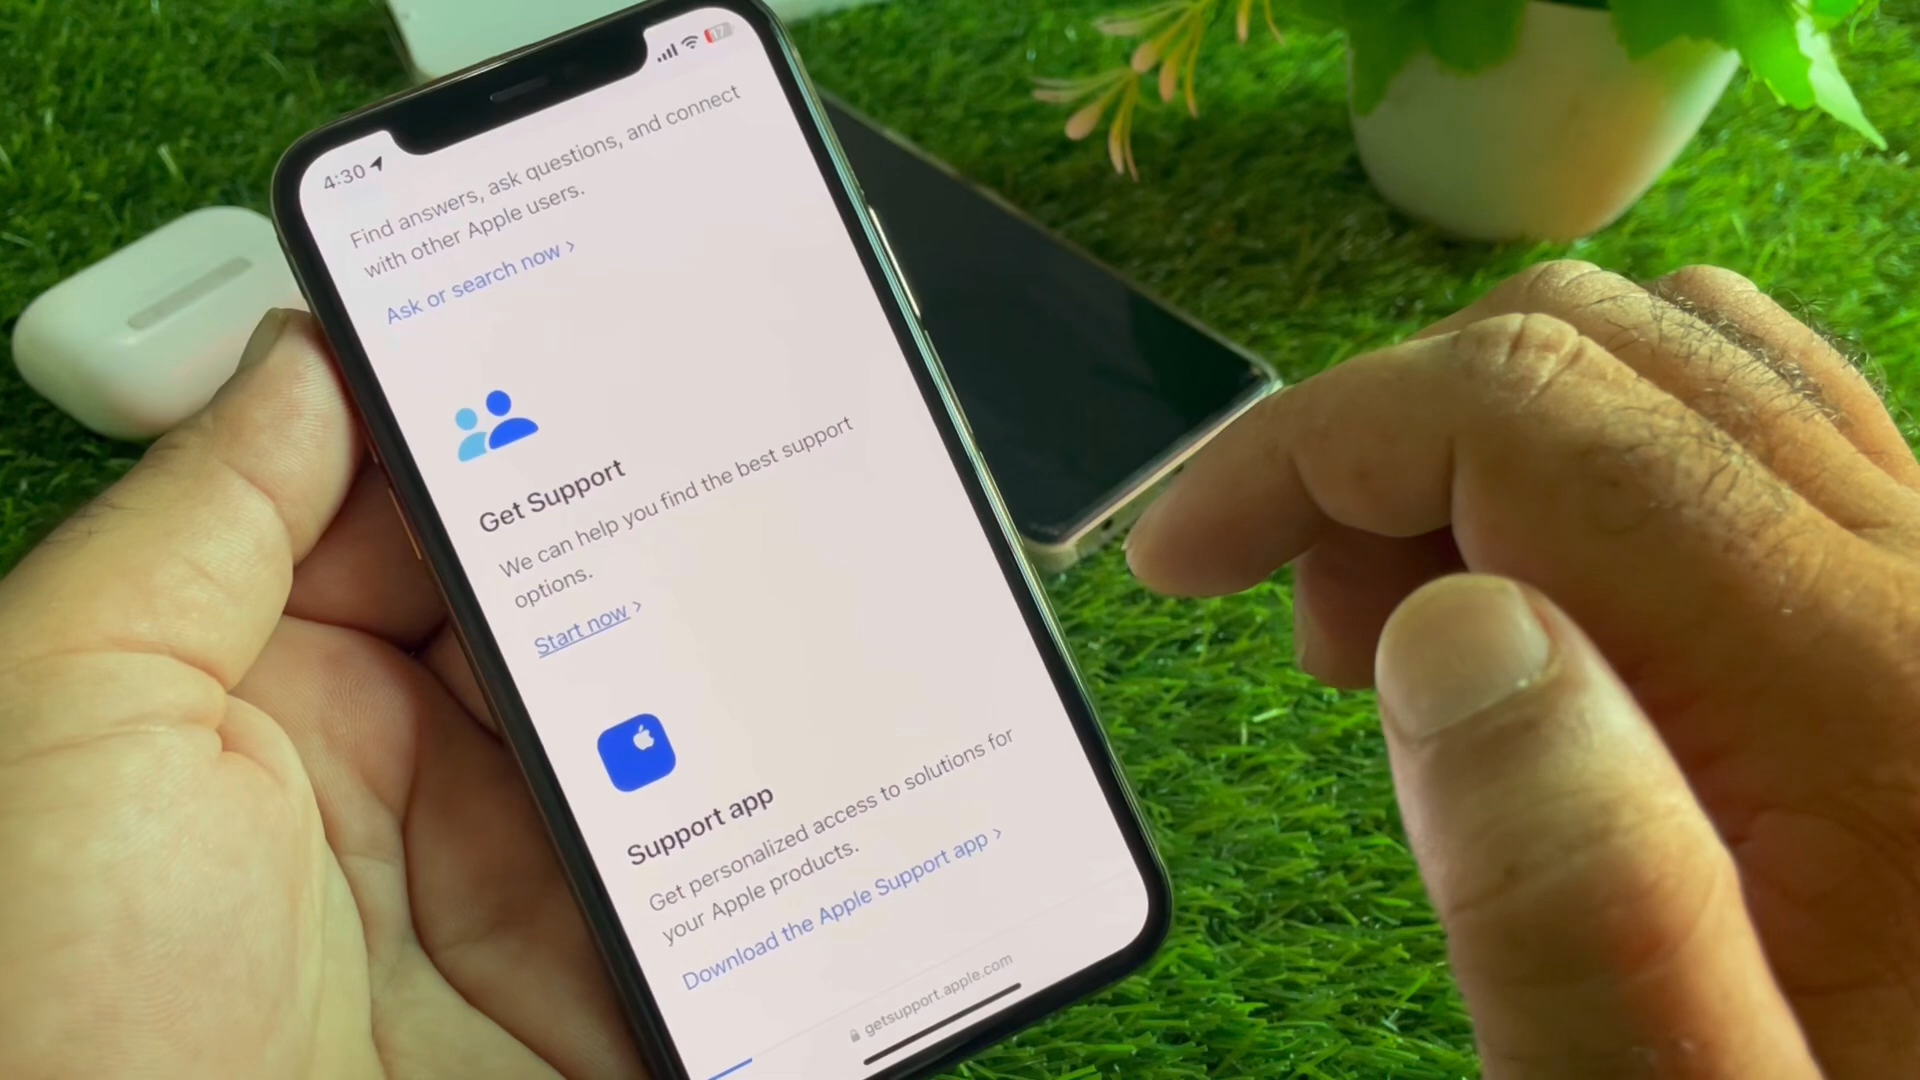 4:30
17
Find answers, ask questions, and connect
with other Apple users.
Ask or search now >
Get Support
We can help you find the best support
options.
Start now >
Support app
Get personalized access to solutions for
your Apple products.
Download the Apple Support app >
getsupport.apple.com